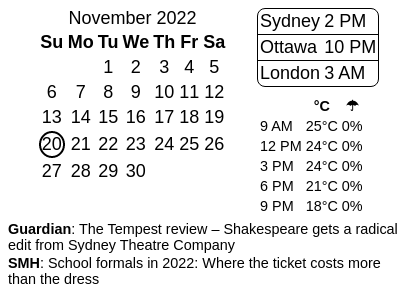 November 2022
Su Mo Tu We Th Fr Sa
1 2 3 4 5
6 7 8 9 10 11 12
13 14 15 16 17 18 19
20 21 22 23 24 25 26
27 28 29 30
Sydney 2 PM
Ottawa 10 PM
London 3 AM
°C ☂
9 AM 25°C 0%
12 PM 24°C 0%
3 PM 24°C 0%
6 PM 21°C 0%
9 PM 18°C 0%
Guardian: The Tempest review – Shakespeare gets a radical
edit from Sydney Theatre Company
SMH: School formals in 2022: Where the ticket costs more
than the dress